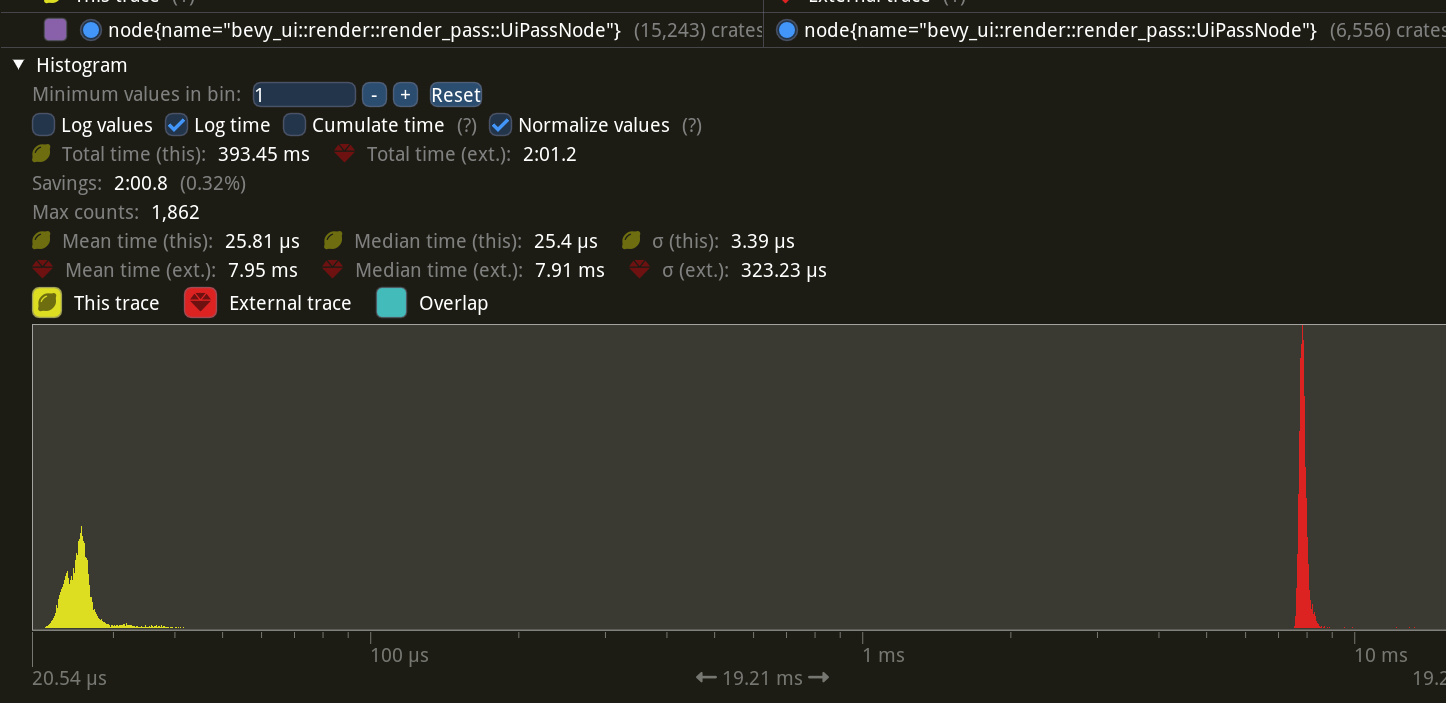 This trace (1) External trace (1)
node{name="bevy_ui::render::render_pass::UiPassNode"} (15,243) crates node{name="bevy_ui::render::render_pass::UiPassNode"} (6,556) crates
▼ Histogram
Minimum values in bin: 1 - + Reset
Log values Log time Cumulate time (?) Normalize values (?)
Total time (this): 393.45 ms Total time (ext.): 2:01.2
Savings: 2:00.8 (0.32%)
Max counts: 1,862
Mean time (this): 25.81 µs Median time (this): 25.4 µs σ (this): 3.39 µs
Mean time (ext.): 7.95 ms Median time (ext.): 7.91 ms σ (ext.): 323.23 µs
This trace External trace Overlap
100 µs 1 ms 10 ms
20.54 µs 19.21 ms 19.2